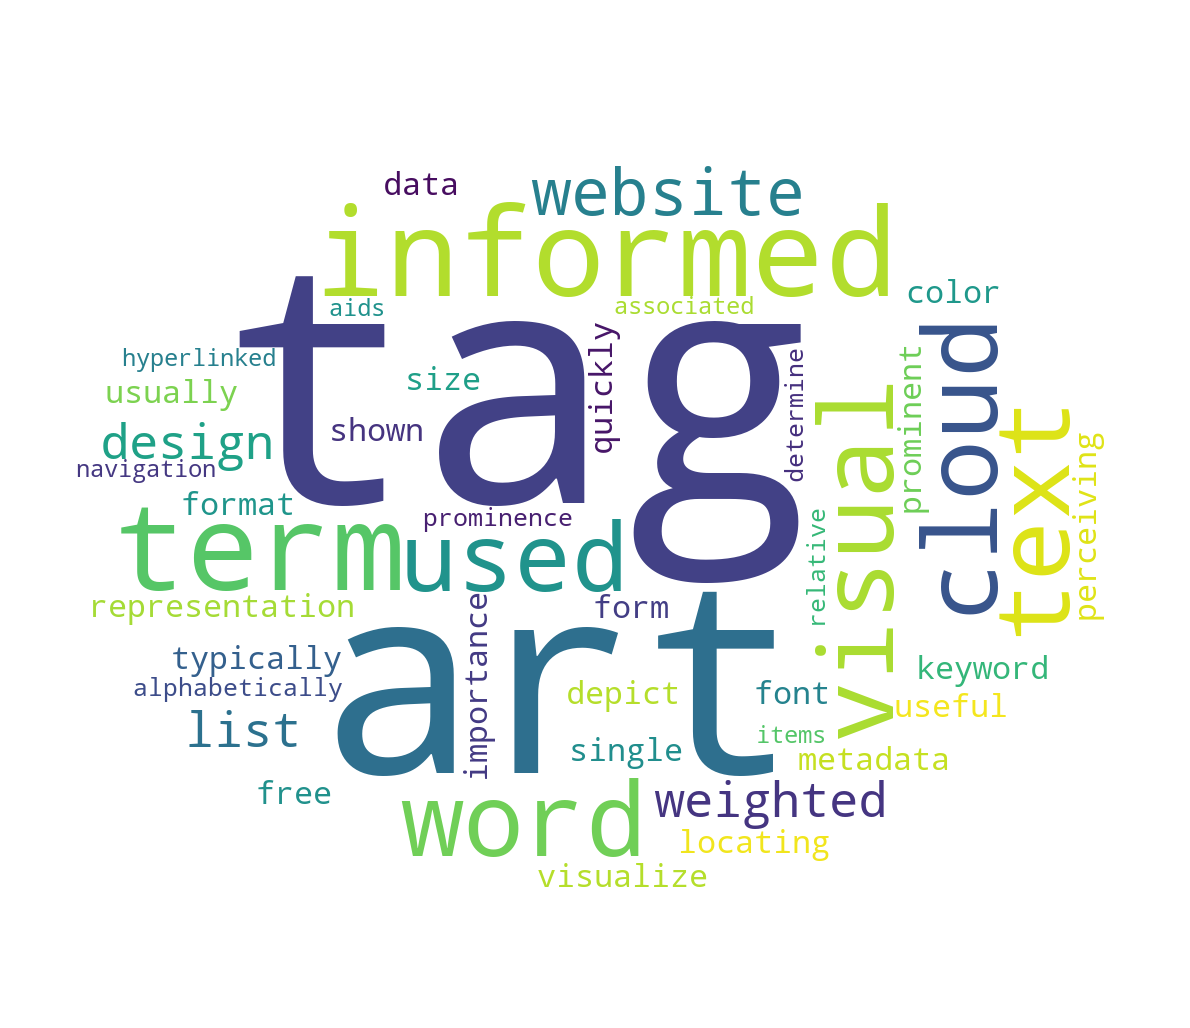 data
website
informed
aids
associated
color
hyperlinked
tag
quickly
determine
prominent
cloud
usually
size
shown
design
navigation
format
prominence
visual
text
perceiving
term
used
relative
representation
form
importance
art
typically
alphabetically
depict
font
keyword
useful
list
single
items
metadata
free
word
weighted
locating
visualize